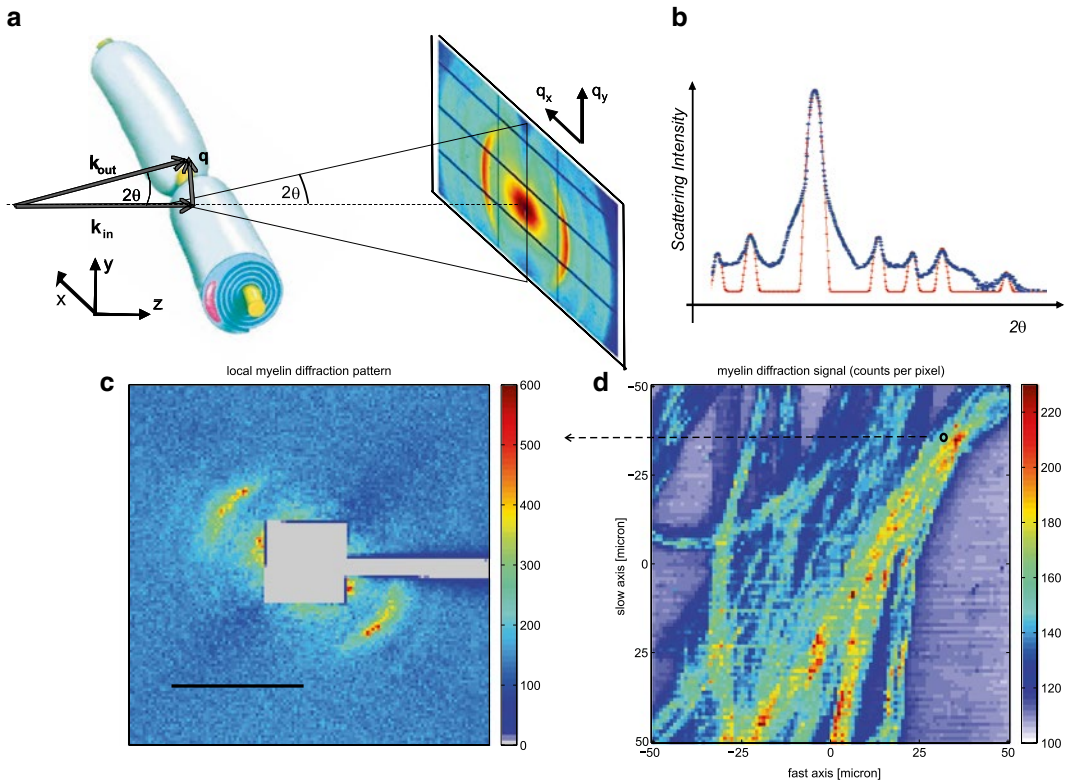 a
k_out
q
2θ
k_in
2θ
q_x
q_y
y
x
z
b
Scattering Intensity
2θ
c
local myelin diffraction pattern
600
500
400
300
200
100
0
d
myelin diffraction signal (counts per pixel)
−50
−25
0
25
50
slow axis [micron]
−50
−25
0
25
50
fast axis [micron]
220
200
180
160
140
120
100